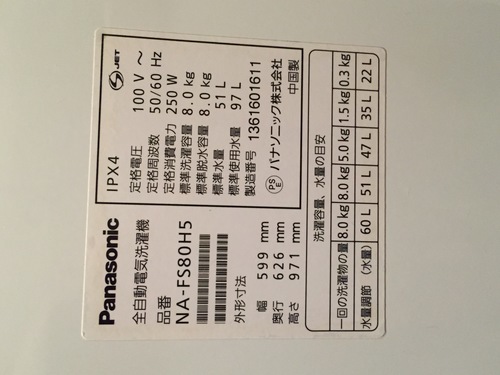 Panasonic
全自動電気洗濯機
品番
NA-FS80H5
外形寸法
幅 599 mm
奥行 626 mm
高さ 971 mm
JET
IPX4
定格電圧 100 V ～
定格周波数 50/60 Hz
定格消費電力 250 W
標準洗濯容量 8.0 kg
標準脱水容量 8.0 kg
標準水量 51 L
標準使用水量 97 L
製造番号 1361601611
PS E パナソニック株式会社
中国製
洗濯容量、水量の目安
一回の洗濯物の量 8.0 kg 8.0 kg 5.0 kg 1.5 kg 0.3 kg
水量調節（水量） 60 L 51 L 47 L 35 L 22 L